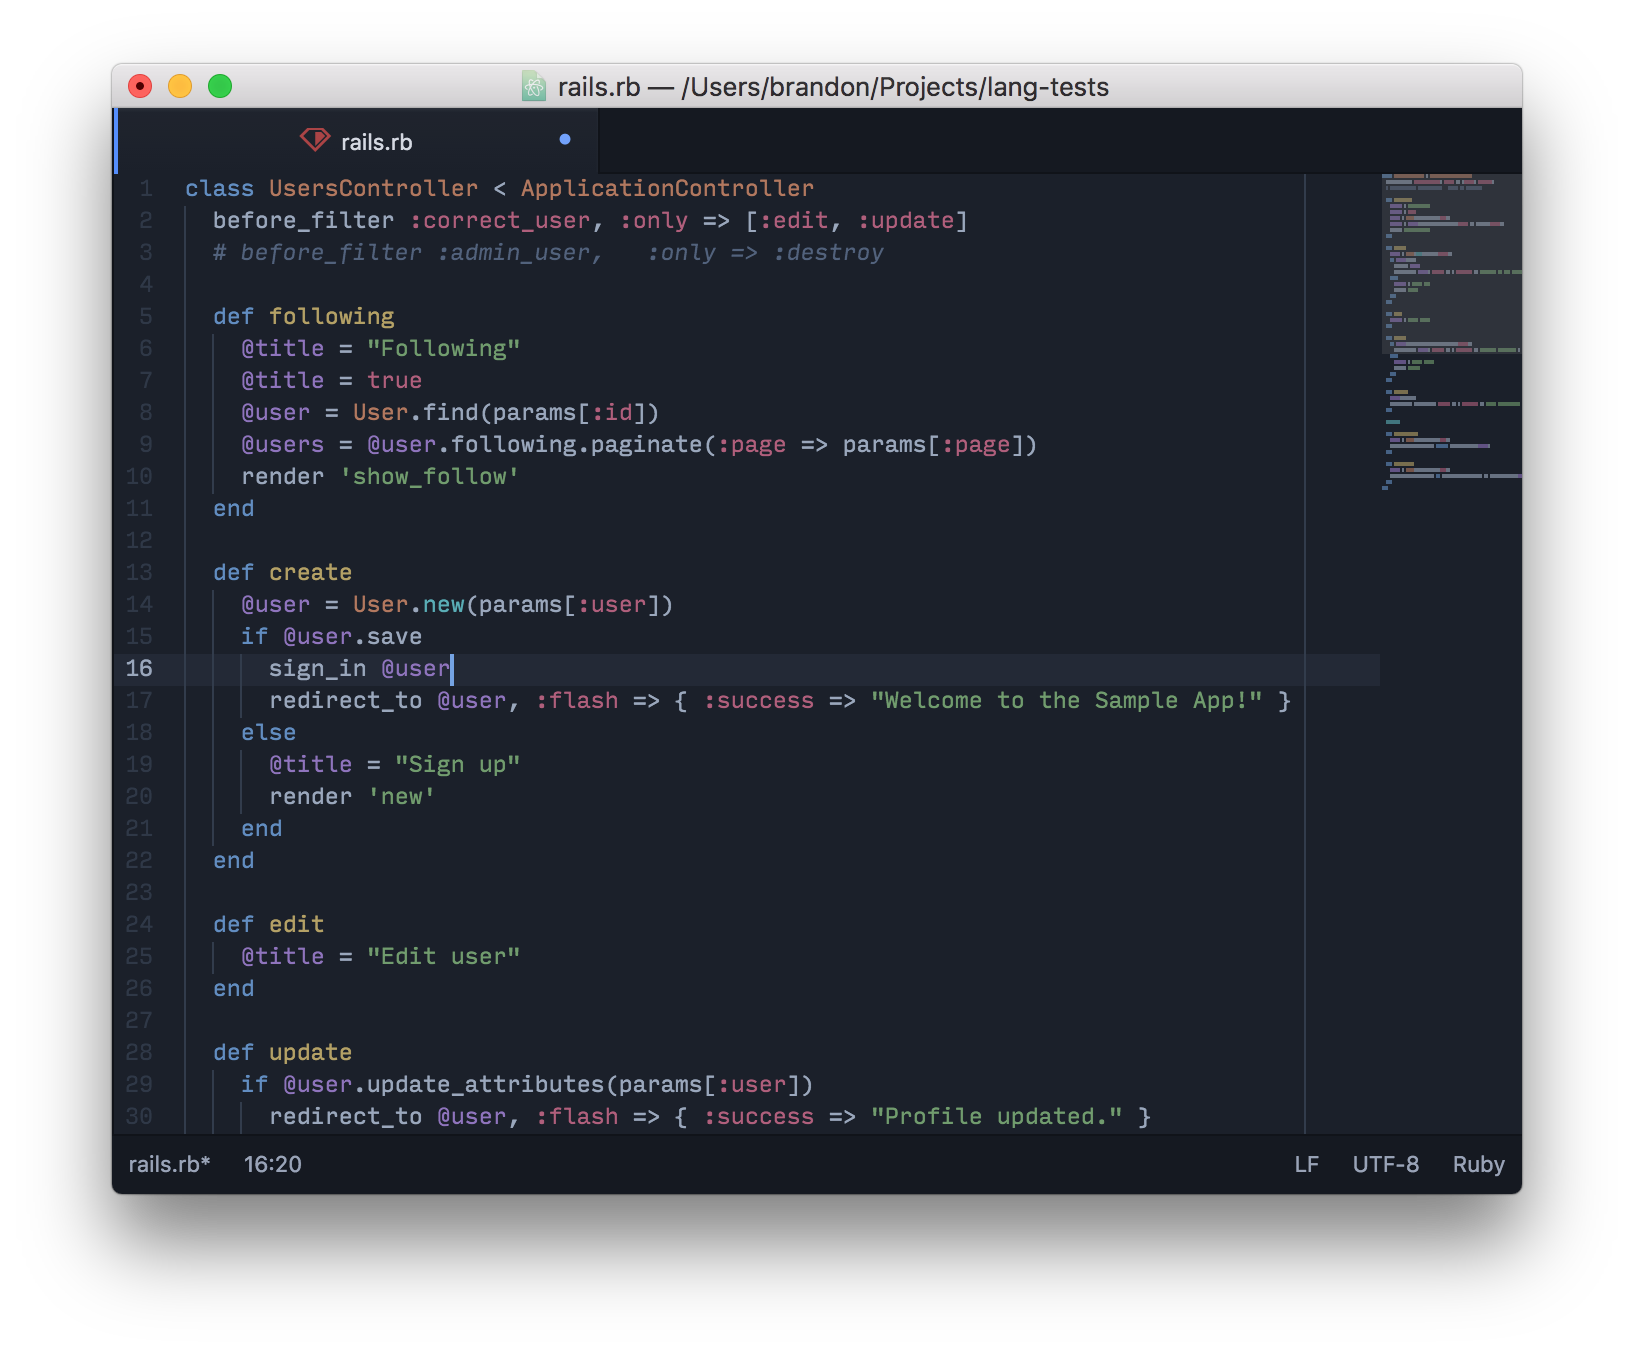 rails.rb — /Users/brandon/Projects/lang-tests
rails.rb
1 class UsersController < ApplicationController
2   before_filter :correct_user, :only => [:edit, :update]
3   # before_filter :admin_user,   :only => :destroy
4
5   def following
6     @title = "Following"
7     @title = true
8     @user = User.find(params[:id])
9     @users = @user.following.paginate(:page => params[:page])
10     render 'show_follow'
11   end
12
13   def create
14     @user = User.new(params[:user])
15     if @user.save
16       sign_in @user
17       redirect_to @user, :flash => { :success => "Welcome to the Sample App!" }
18     else
19       @title = "Sign up"
20       render 'new'
21     end
22   end
23
24   def edit
25     @title = "Edit user"
26   end
27
28   def update
29     if @user.update_attributes(params[:user])
30       redirect_to @user, :flash => { :success => "Profile updated." }
rails.rb* 16:20 LF UTF-8 Ruby